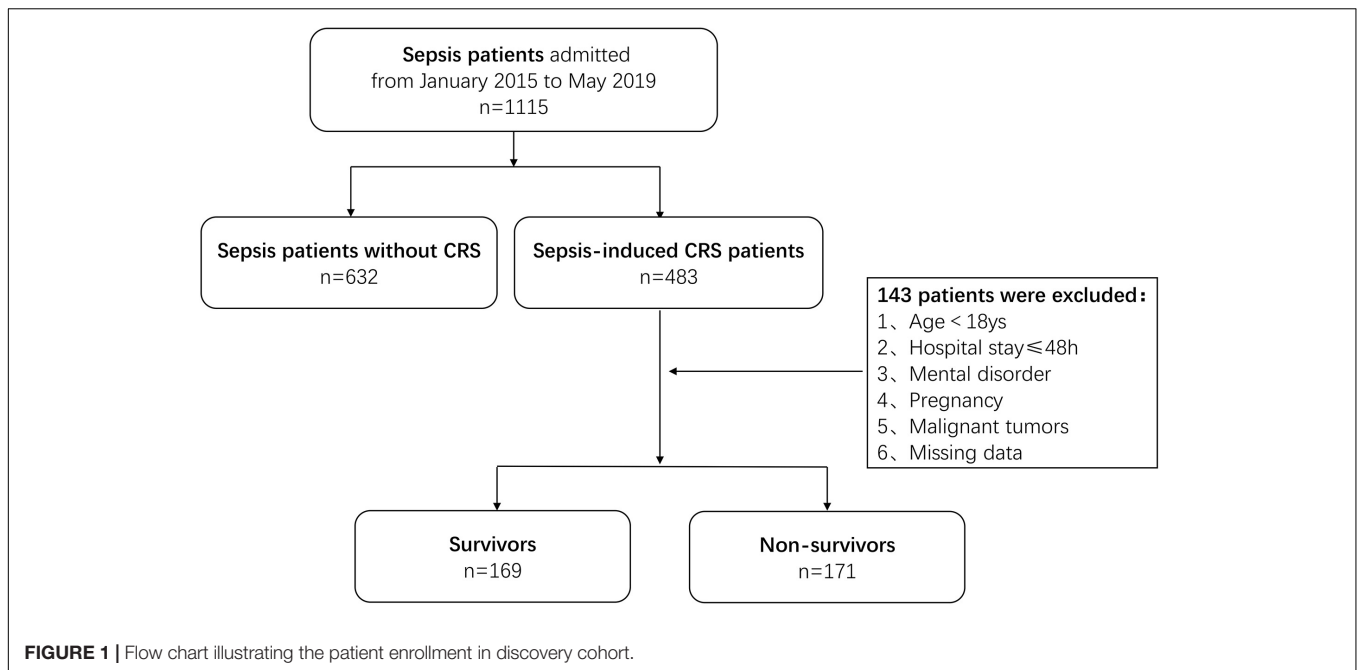 Sepsis patients admitted
from January 2015 to May 2019
n=1115
Sepsis patients without CRS
n=632
Sepsis-induced CRS patients
n=483
143 patients were excluded：
1、Age < 18ys
2、Hospital stay≤48h
3、Mental disorder
4、Pregnancy
5、Malignant tumors
6、Missing data
Survivors
n=169
Non-survivors
n=171
FIGURE 1 | Flow chart illustrating the patient enrollment in discovery cohort.